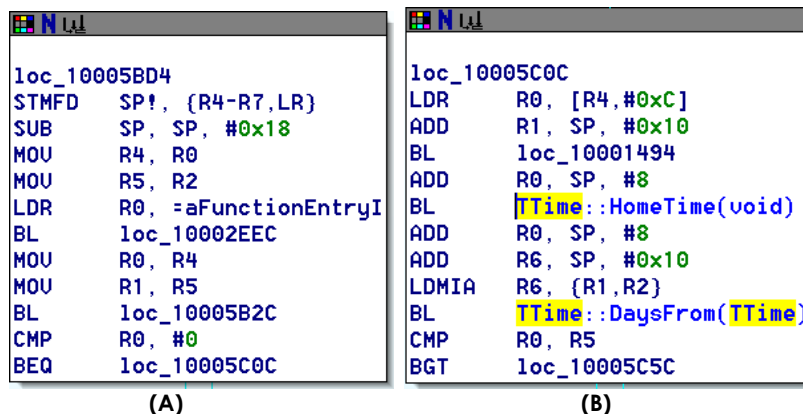 loc_10005BD4
STMFD SP!, {R4-R7,LR}
SUB SP, SP, #0x18
MOV R4, R0
MOV R5, R2
LDR R0, =aFunctionEntryI
BL loc_10002EEC
MOV R0, R4
MOV R1, R5
BL loc_10005B2C
CMP R0, #0
BEQ loc_10005C0C
(A)
loc_10005C0C
LDR R0, [R4,#0xC]
ADD R1, SP, #0x10
BL loc_10001494
ADD R0, SP, #8
BL TTime::HomeTime(void)
ADD R0, SP, #8
ADD R6, SP, #0x10
LDMIA R6, {R1,R2}
BL TTime::DaysFrom(TTime)
CMP R0, R5
BGT loc_10005C5C
(B)